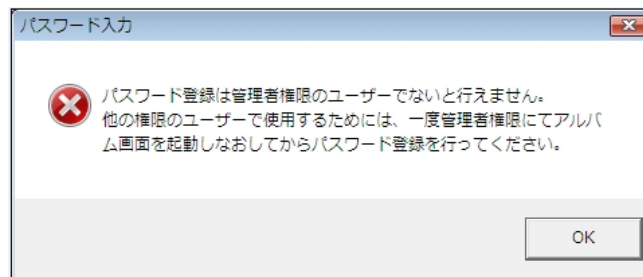 パスワード入力
パスワード登録は管理者権限のユーザーでないと行えません。
他の権限のユーザーで使用するためには、一度管理者権限にてアルバ
ム画面を起動しなおしてからパスワード登録を行ってください。
OK